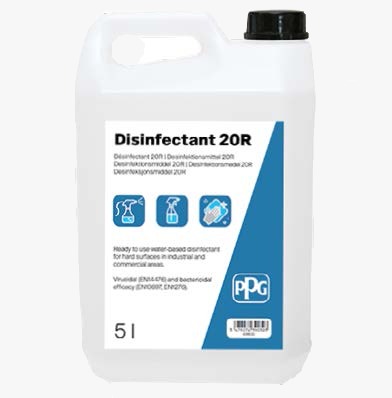 Disinfectant 20R
Désinfectant 20R | Desinfektionsmittel 20R
Desinfektionsmiddel 20R | Desinfektionsmedel 20R
Desinfeksjonsmiddel 20R
Ready to use water-based disinfectant
for hard surfaces in industrial and
commercial areas.
Virucidal (EN14476) and bactericidal
efficacy (EN13697, EN1276).
PPG
5 l